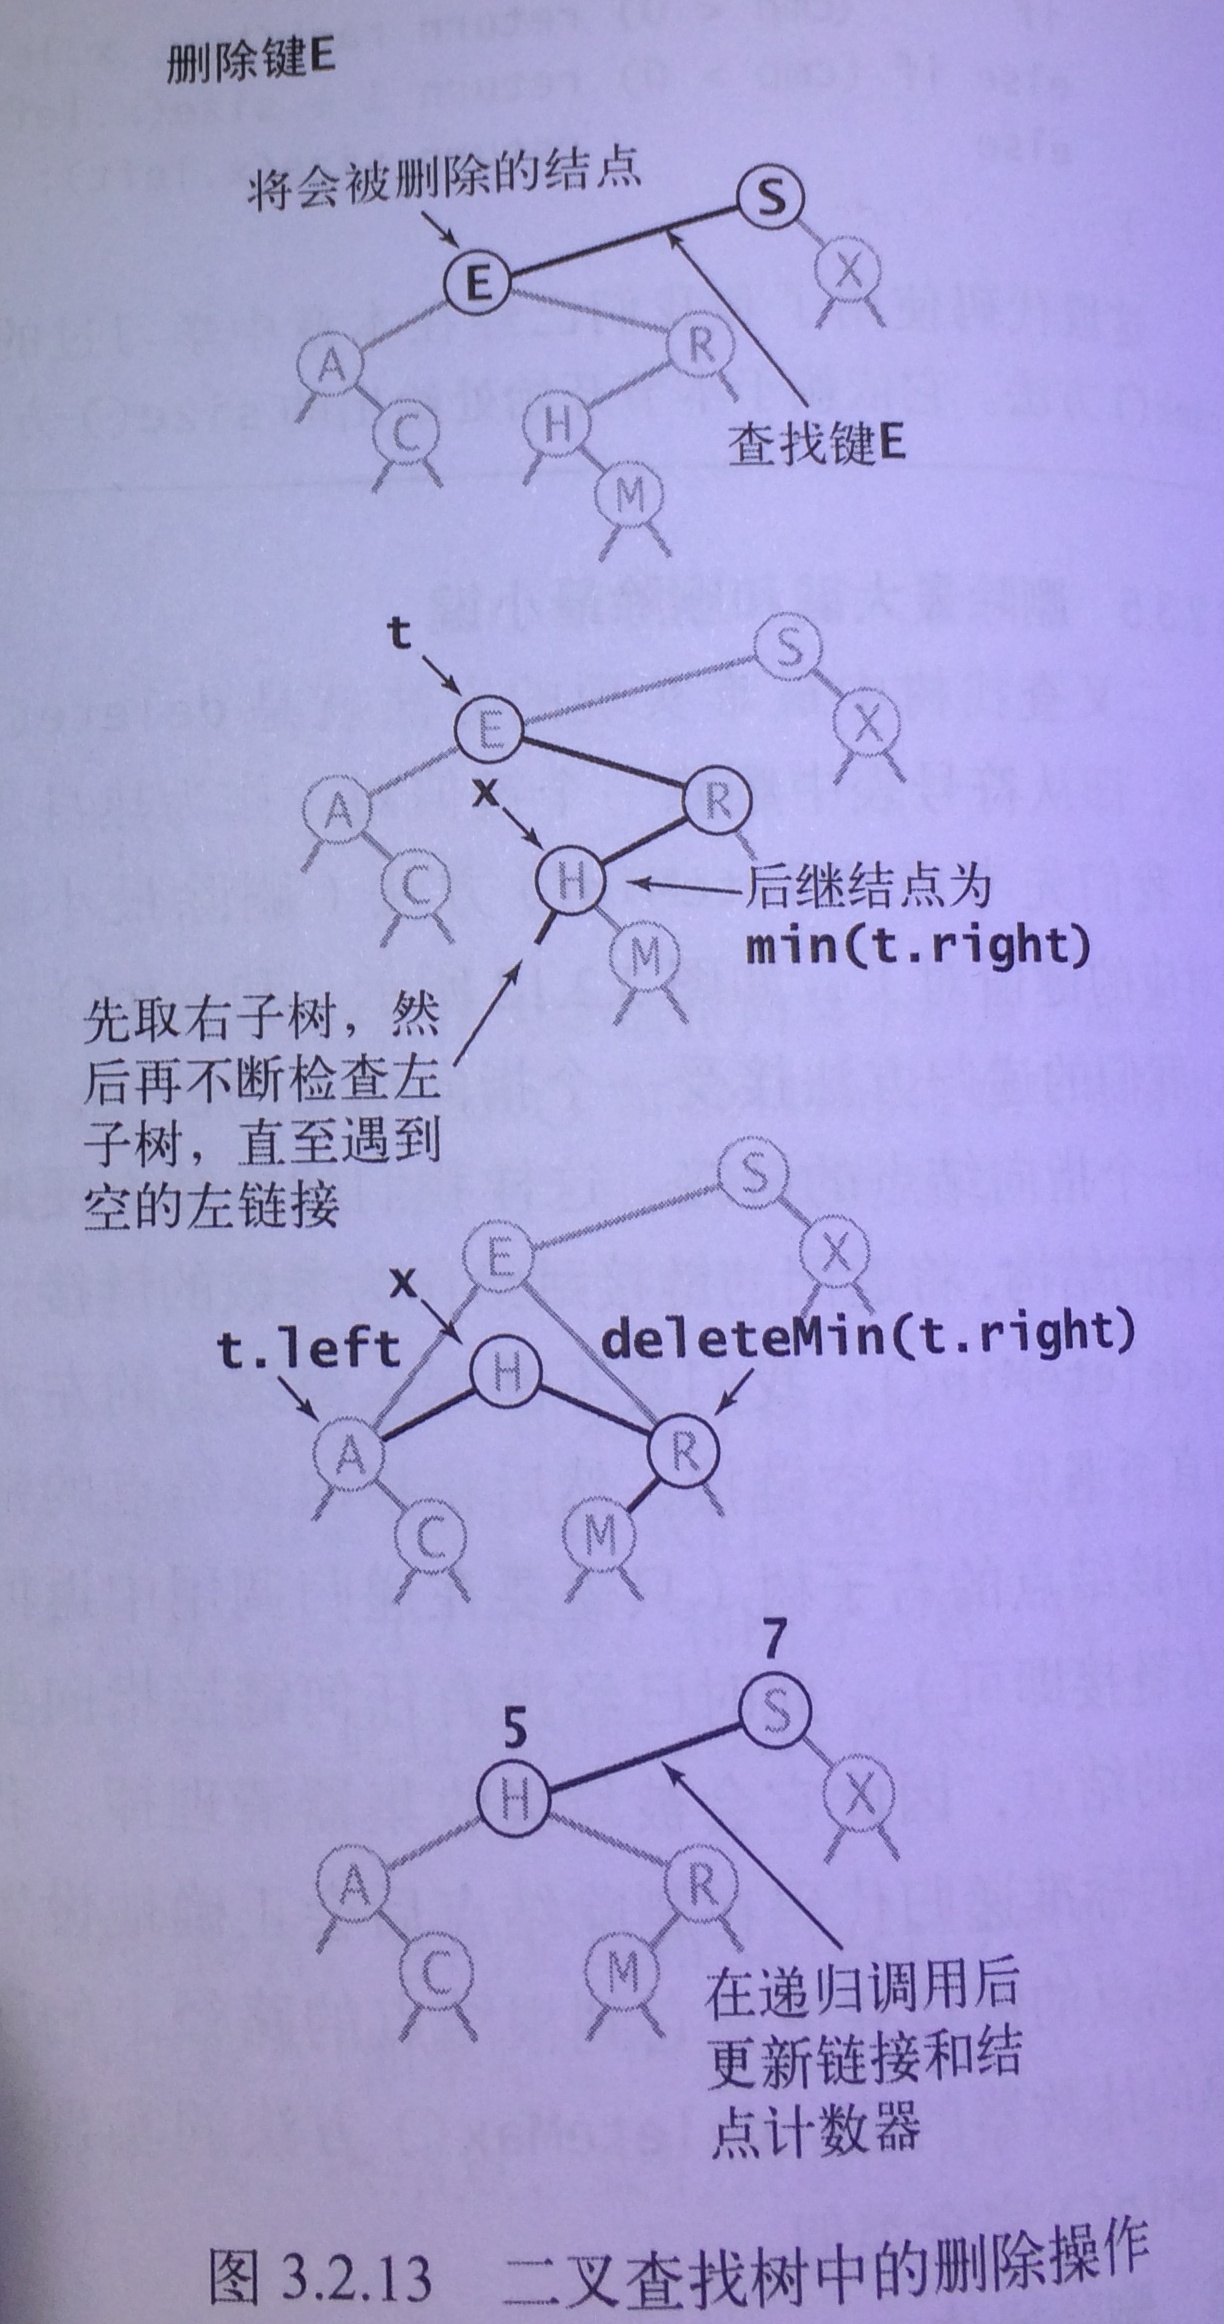 删除键E
将会被删除的结点
S
E
X
A
R
C
H
查找键E
M
t
S
E
X
x
A
R
C
H
后继结点为
M
min(t.right)
先取右子树，然
后再不断检查左
子树，直至遇到
空的左链接
S
E
X
x
t.left
deleteMin(t.right)
H
A
R
C
M
7
5
S
H
X
A
R
C
M
在递归调用后
更新链接和结
点计数器
图 3.2.13 二叉查找树中的删除操作